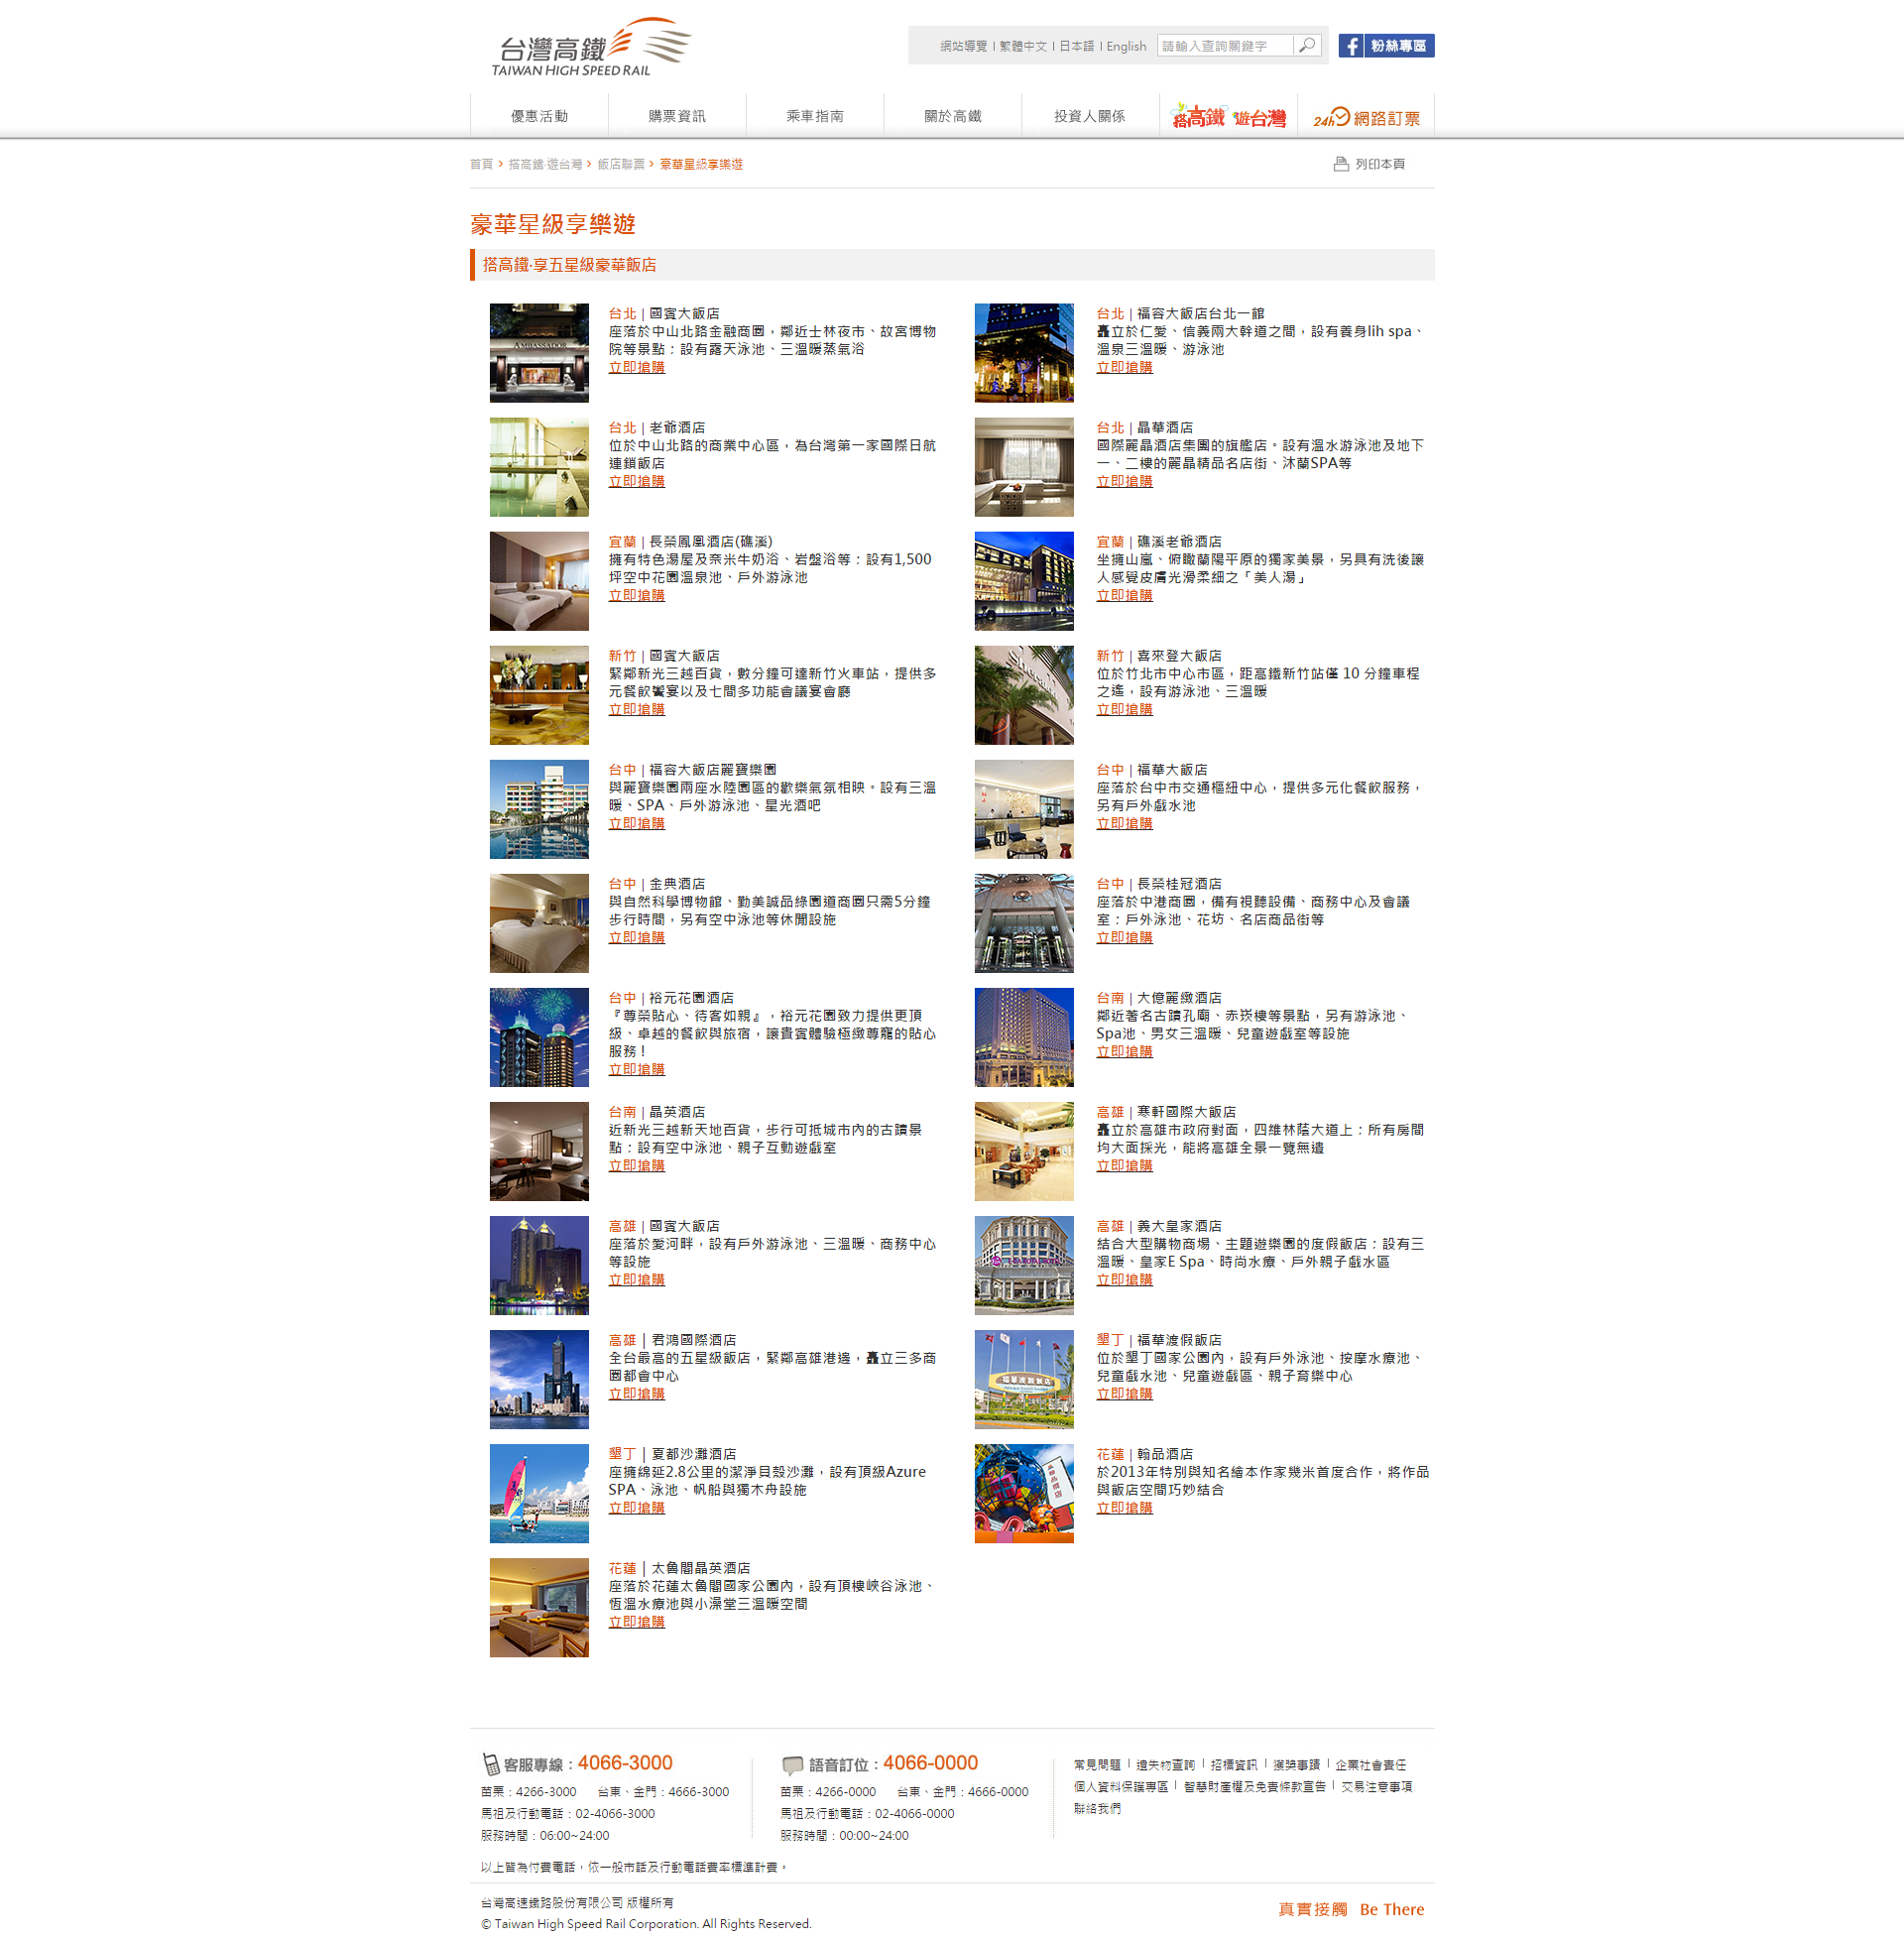 台灣高鐵
TAIWAN HIGH SPEED RAIL
網站導覽 | 繁體中文 | 日本語 | English
請輸入查詢關鍵字
粉絲專區
優惠活動
購票資訊
乘車指南
關於高鐵
投資人關係
搭高鐵 遊台灣
24h 網路訂票
首頁 › 搭高鐵‧遊台灣 › 飯店聯票 › 豪華星級享樂遊
列印本頁
豪華星級享樂遊
搭高鐵‧享五星級豪華飯店
台北 | 國賓大飯店
座落於中山北路金融商圈，鄰近士林夜市、故宮博物
院等景點；設有露天泳池、三溫暖蒸氣浴
立即搶購
AMBASSADOR
台北 | 福容大飯店台北一館
矗立於仁愛、信義兩大幹道之間，設有養身lih spa、
溫泉三溫暖、游泳池
立即搶購
台北 | 老爺酒店
位於中山北路的商業中心區，為台灣第一家國際日航
連鎖飯店
立即搶購
台北 | 晶華酒店
國際麗晶酒店集團的旗艦店。設有溫水游泳池及地下
一、二樓的麗晶精品名店街、沐蘭SPA等
立即搶購
宜蘭 | 長榮鳳凰酒店(礁溪)
擁有特色湯屋及奈米牛奶浴、岩盤浴等；設有1,500
坪空中花園溫泉池、戶外游泳池
立即搶購
宜蘭 | 礁溪老爺酒店
坐擁山嵐、俯瞰蘭陽平原的獨家美景，另具有洗後讓
人感覺皮膚光滑柔細之「美人湯」
立即搶購
新竹 | 國賓大飯店
緊鄰新光三越百貨，數分鐘可達新竹火車站，提供多
元餐飲饗宴以及七間多功能會議宴會廳
立即搶購
新竹 | 喜來登大飯店
位於竹北市中心市區，距高鐵新竹站僅 10 分鐘車程
之遙，設有游泳池、三溫暖
立即搶購
台中 | 福容大飯店麗寶樂園
與麗寶樂園兩座水陸園區的歡樂氣氛相映。設有三溫
暖、SPA、戶外游泳池、星光酒吧
立即搶購
台中 | 福華大飯店
座落於台中市交通樞紐中心，提供多元化餐飲服務，
另有戶外戲水池
立即搶購
台中 | 金典酒店
與自然科學博物館、勤美誠品綠園道商圈只需5分鐘
步行時間，另有空中泳池等休閒設施
立即搶購
台中 | 長榮桂冠酒店
座落於中港商圈，備有視聽設備、商務中心及會議
室；戶外泳池、花坊、名店商品街等
立即搶購
台中 | 裕元花園酒店
『尊榮貼心、待客如親』，裕元花園致力提供更頂
級、卓越的餐飲與旅宿，讓貴賓體驗極緻尊寵的貼心
服務！
立即搶購
台南 | 大億麗緻酒店
鄰近著名古蹟孔廟、赤崁樓等景點，另有游泳池、
Spa池、男女三溫暖、兒童遊戲室等設施
立即搶購
台南 | 晶英酒店
近新光三越新天地百貨，步行可抵城市內的古蹟景
點；設有空中泳池、親子互動遊戲室
立即搶購
高雄 | 寒軒國際大飯店
矗立於高雄市政府對面，四維林蔭大道上；所有房間
均大面採光，能將高雄全景一覽無遺
立即搶購
高雄 | 國賓大飯店
座落於愛河畔，設有戶外游泳池、三溫暖、商務中心
等設施
立即搶購
高雄 | 義大皇家酒店
結合大型購物商場、主題遊樂園的度假飯店；設有三
溫暖、皇家E Spa、時尚水療、戶外親子戲水區
立即搶購
高雄 | 君鴻國際酒店
全台最高的五星級飯店，緊鄰高雄港邊，矗立三多商
圈都會中心
立即搶購
墾丁 | 福華渡假飯店
位於墾丁國家公園內，設有戶外泳池、按摩水療池、
兒童戲水池、兒童遊戲區、親子育樂中心
立即搶購
墾丁 | 夏都沙灘酒店
座擁綿延2.8公里的潔淨貝殼沙灘，設有頂級Azure
SPA、泳池、帆船與獨木舟設施
立即搶購
花蓮 | 翰品酒店
於2013年特別與知名繪本作家幾米首度合作，將作品
與飯店空間巧妙結合
立即搶購
花蓮 | 太魯閣晶英酒店
座落於花蓮太魯閣國家公園內，設有頂樓峽谷泳池、
恆溫水療池與小澡堂三溫暖空間
立即搶購
客服專線：4066-3000
苗栗：4266-3000 台東、金門：4666-3000
馬祖及行動電話：02-4066-3000
服務時間：06:00~24:00
語音訂位：4066-0000
苗栗：4266-0000 台東、金門：4666-0000
馬祖及行動電話：02-4066-0000
服務時間：00:00~24:00
常見問題 | 遺失物查詢 | 招標資訊 | 獲獎事蹟 | 企業社會責任
個人資料保護專區 | 智慧財產權及免責條款宣告 | 交易注意事項
聯絡我們
以上皆為付費電話，依一般市話及行動電話費率標準計費。
台灣高速鐵路股份有限公司 版權所有
© Taiwan High Speed Rail Corporation. All Rights Reserved.
真實接觸 Be There